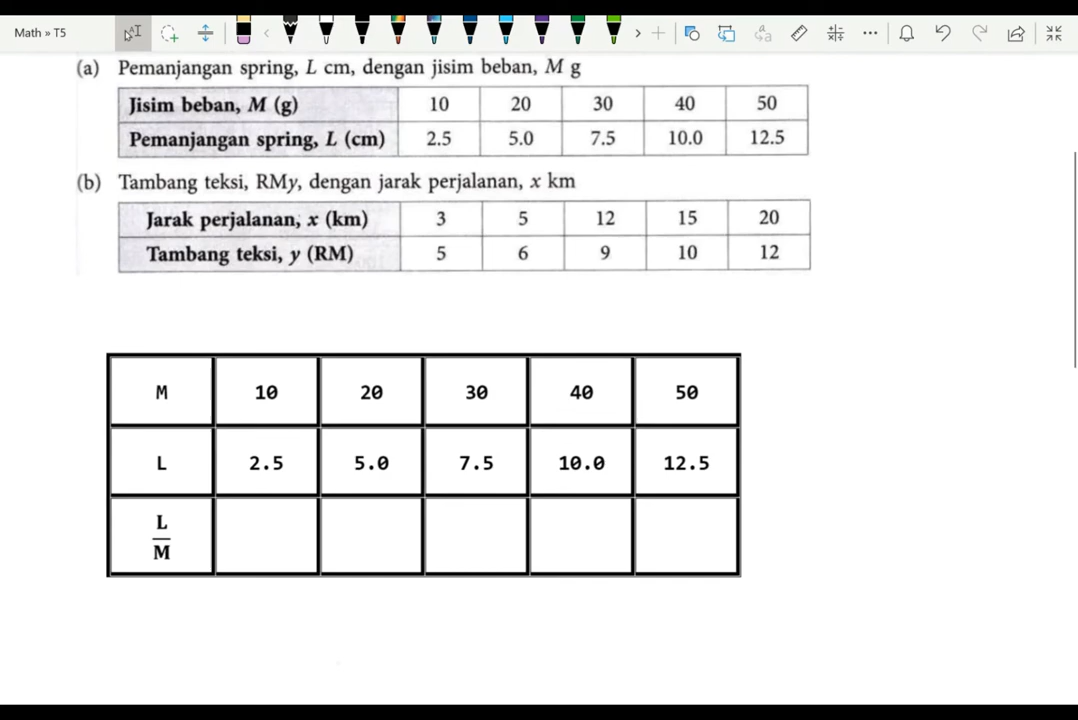 Math » T5
(a) Pemanjangan spring, L cm, dengan jisim beban, M g
Jisim beban, M (g) 10 20 30 40 50
Pemanjangan spring, L (cm) 2.5 5.0 7.5 10.0 12.5
(b) Tambang teksi, RMy, dengan jarak perjalanan, x km
Jarak perjalanan, x (km) 3 5 12 15 20
Tambang teksi, y (RM) 5 6 9 10 12
M 10 20 30 40 50
L 2.5 5.0 7.5 10.0 12.5
L
M